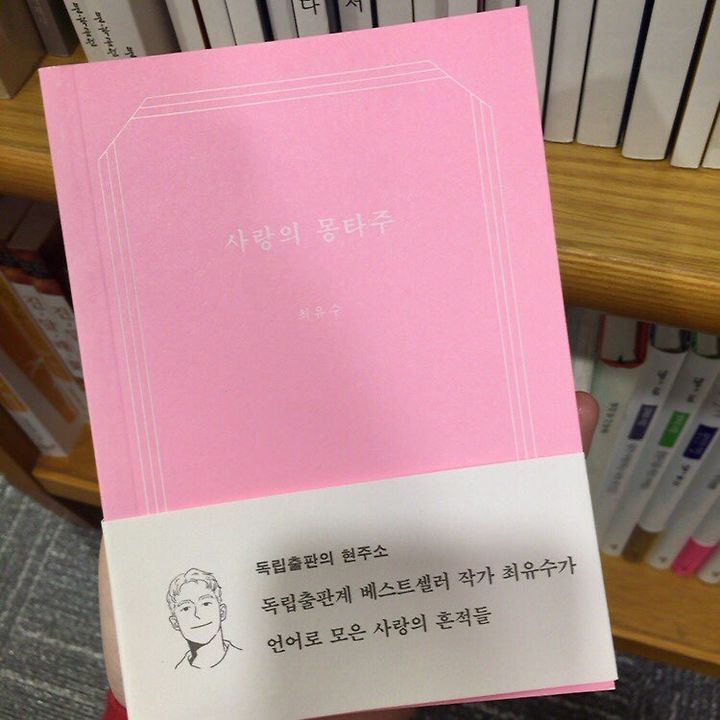 사랑의 몽타주
최유수
독립출판의 현주소
독립출판계 베스트셀러 작가 최유수가
언어로 모은 사랑의 흔적들